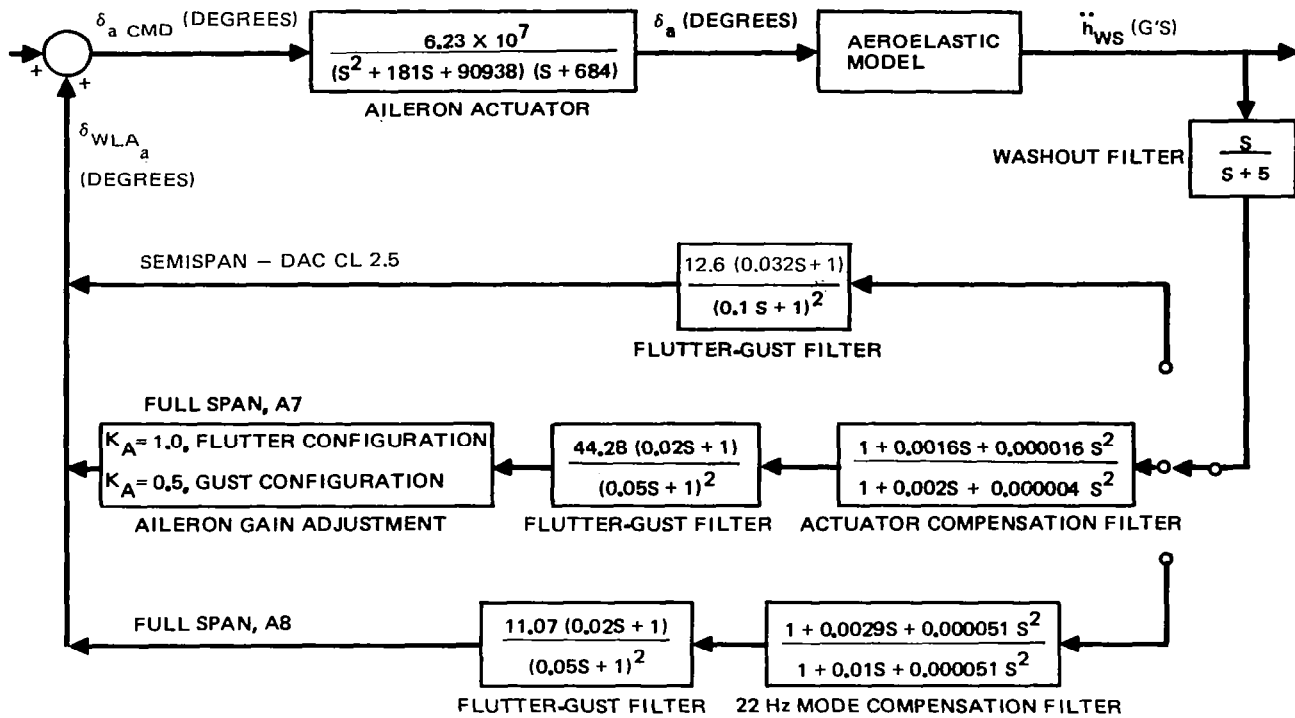 δa CMD (DEGREES)
6.23 X 10^7
(S^2 + 181S + 90938) (S + 684)
AILERON ACTUATOR
δa (DEGREES)
AEROELASTIC
MODEL
ḧWS (G'S)
+
+
δWLAa
(DEGREES)
WASHOUT FILTER
S
S + 5
SEMISPAN – DAC CL 2.5
12.6 (0.032S + 1)
(0.1 S + 1)^2
FLUTTER-GUST FILTER
FULL SPAN, A7
KA = 1.0, FLUTTER CONFIGURATION
KA = 0.5, GUST CONFIGURATION
AILERON GAIN ADJUSTMENT
44.28 (0.02S + 1)
(0.05S + 1)^2
FLUTTER-GUST FILTER
1 + 0.0016S + 0.000016 S^2
1 + 0.002S + 0.000004 S^2
ACTUATOR COMPENSATION FILTER
FULL SPAN, A8
11.07 (0.02S + 1)
(0.05S + 1)^2
FLUTTER-GUST FILTER
1 + 0.0029S + 0.000051 S^2
1 + 0.01S + 0.000051 S^2
22 Hz MODE COMPENSATION FILTER